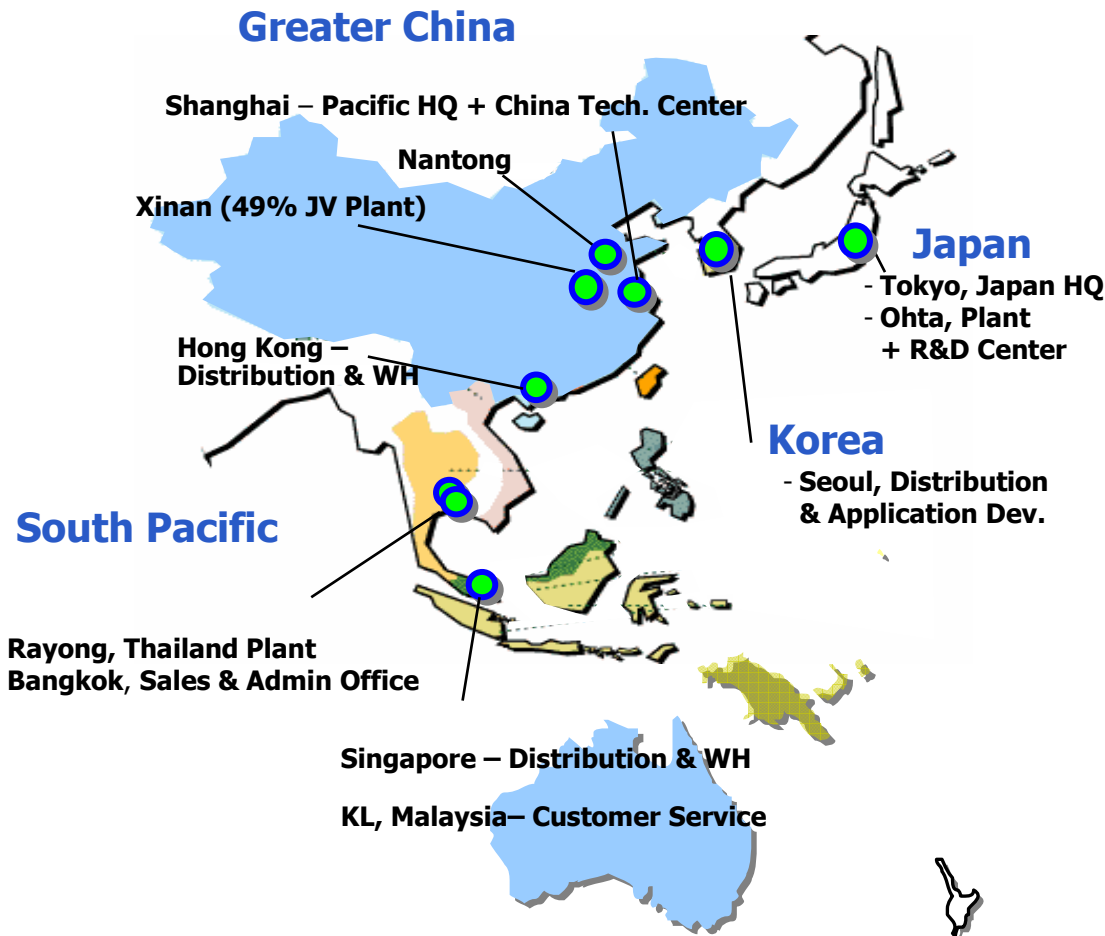 Greater China
Shanghai – Pacific HQ + China Tech. Center
Nantong
Xinan (49% JV Plant)
Japan
- Tokyo, Japan HQ
- Ohta, Plant
+ R&D Center
Hong Kong –
Distribution & WH
Korea
- Seoul, Distribution
& Application Dev.
South Pacific
Rayong, Thailand Plant
Bangkok, Sales & Admin Office
Singapore – Distribution & WH
KL, Malaysia– Customer Service